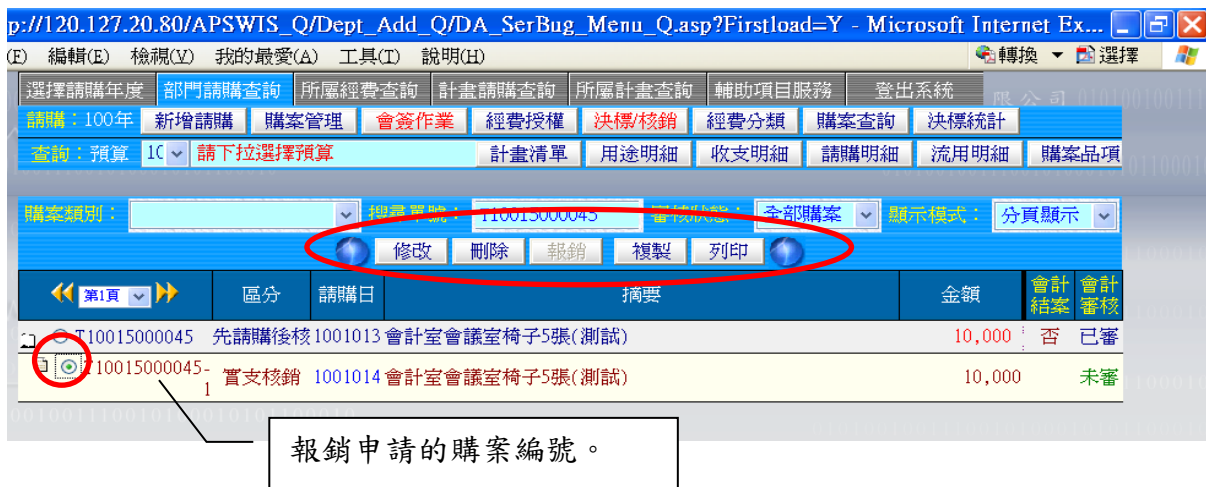 p://120.127.20.80/APSWIS_Q/Dept_Add_Q/DA_SerBug_Menu_Q.asp?Firstload=Y - Microsoft Internet Ex...
(F) 編輯(E) 檢視(V) 我的最愛(A) 工具(T) 說明(H) 轉換 選擇
選擇請購年度 部門請購查詢 所屬經費查詢 計畫請購查詢 所屬計畫查詢 輔助項目服務 登出系統
請購：100年 新增請購 購案管理 會簽作業 經費授權 決標/核銷 經費分類 購案查詢 決標統計
查詢：預算 10 請下拉選擇預算 計畫清單 用途明細 收支明細 請購明細 流用明細 購案品項
購案類別： 搜尋單號： T10015000045 審核狀態： 全部購案 顯示模式： 分頁顯示
修改 刪除 報銷 複製 列印
第1頁 區分 請購日 摘要 金額 會計結案 會計審核
T10015000045 先請購後核 1001013 會計室會議室椅子5張(測試) 10,000 否 已審
T10015000045-1 實支核銷 1001014 會計室會議室椅子5張(測試) 10,000 未審
報銷申請的購案編號。